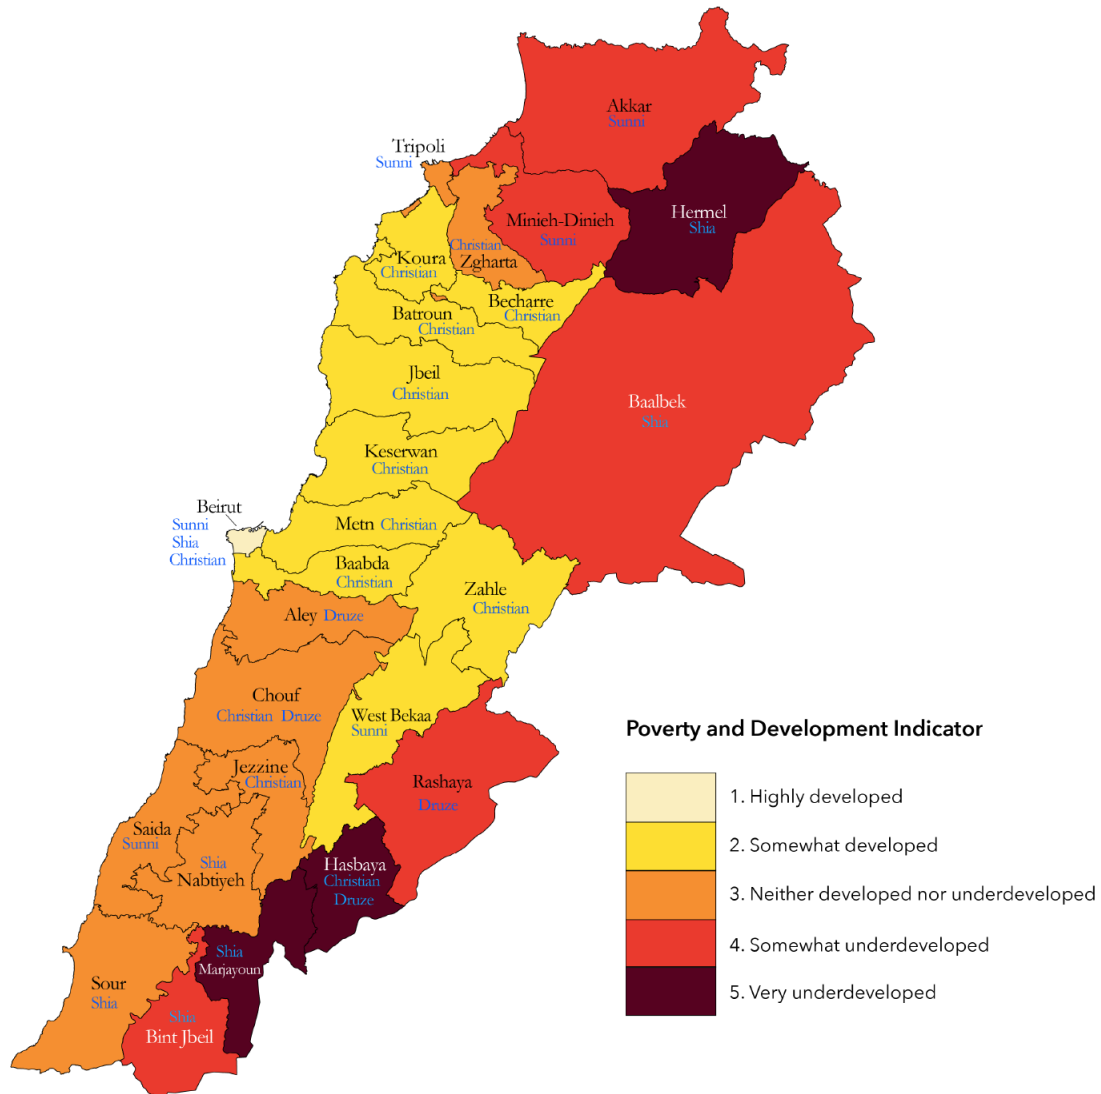 Akkar
Sunni
Tripoli
Sunni
Hermel
Shia
Minieh-Dinieh
Sunni
Christian
Zgharta
Koura
Christian
Becharre
Christian
Batroun
Christian
Jbeil
Christian
Baalbek
Shia
Keserwan
Christian
Beirut
Sunni
Shia
Christian
Metn Christian
Baabda
Christian
Zahle
Christian
Aley Druze
Chouf
Christian Druze
West Bekaa
Sunni
Jezzine
Christian
Rashaya
Druze
Saida
Sunni
Shia
Nabtiyeh
Hasbaya
Christian
Druze
Shia
Marjayoun
Sour
Shia
Shia
Bint Jbeil
Poverty and Development Indicator
1. Highly developed
2. Somewhat developed
3. Neither developed nor underdeveloped
4. Somewhat underdeveloped
5. Very underdeveloped